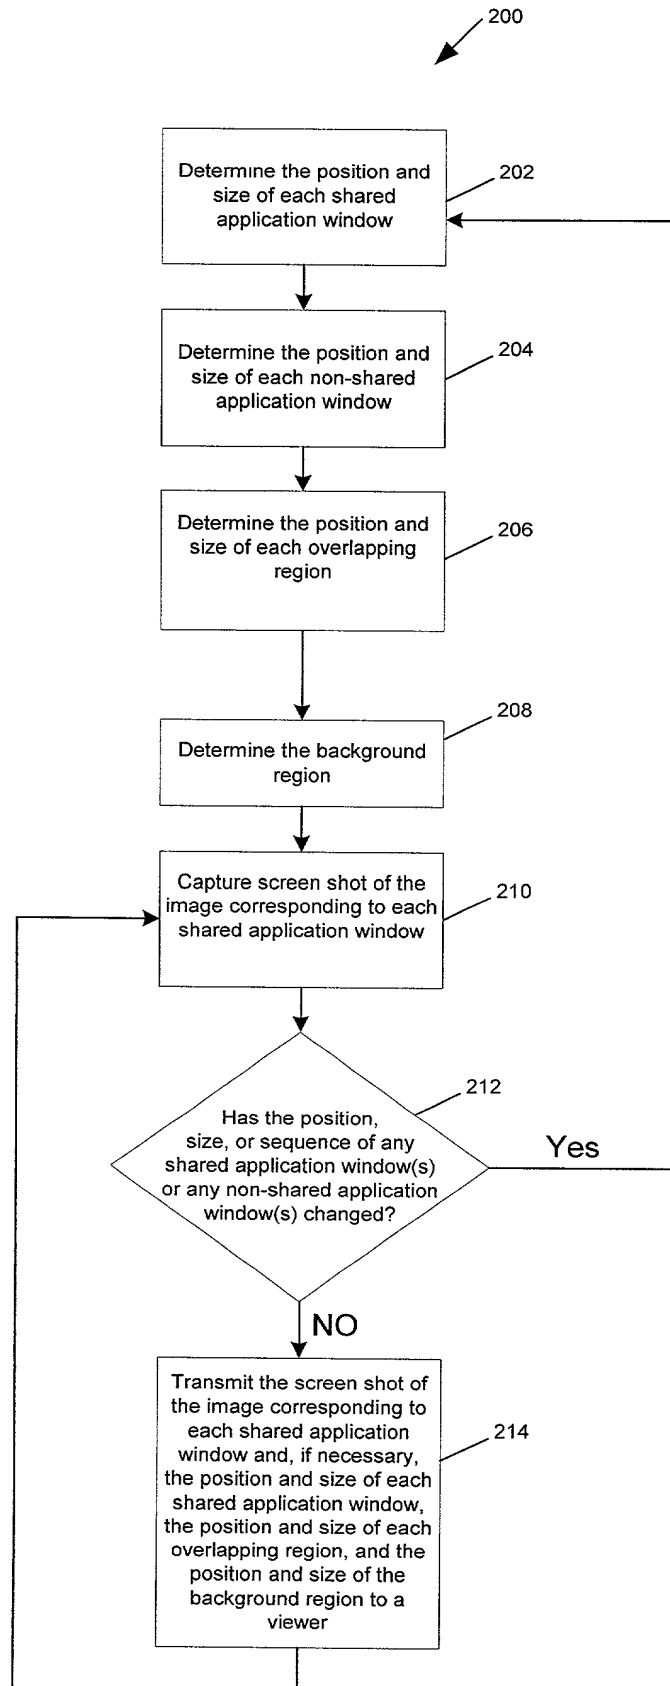 200
Determine the position and
size of each shared
application window
202
Determine the position and
size of each non-shared
application window
204
Determine the position and
size of each overlapping
region
206
208
Determine the background
region
Capture screen shot of the
image corresponding to each
shared application window
210
212
Has the position,
size, or sequence of any
shared application window(s)
or any non-shared application
window(s) changed?
Yes
NO
Transmit the screen shot of
the image corresponding to
each shared application
window and, if necessary,
the position and size of each
shared application window,
the position and size of each
overlapping region, and the
position and size of the
background region to a
viewer
214